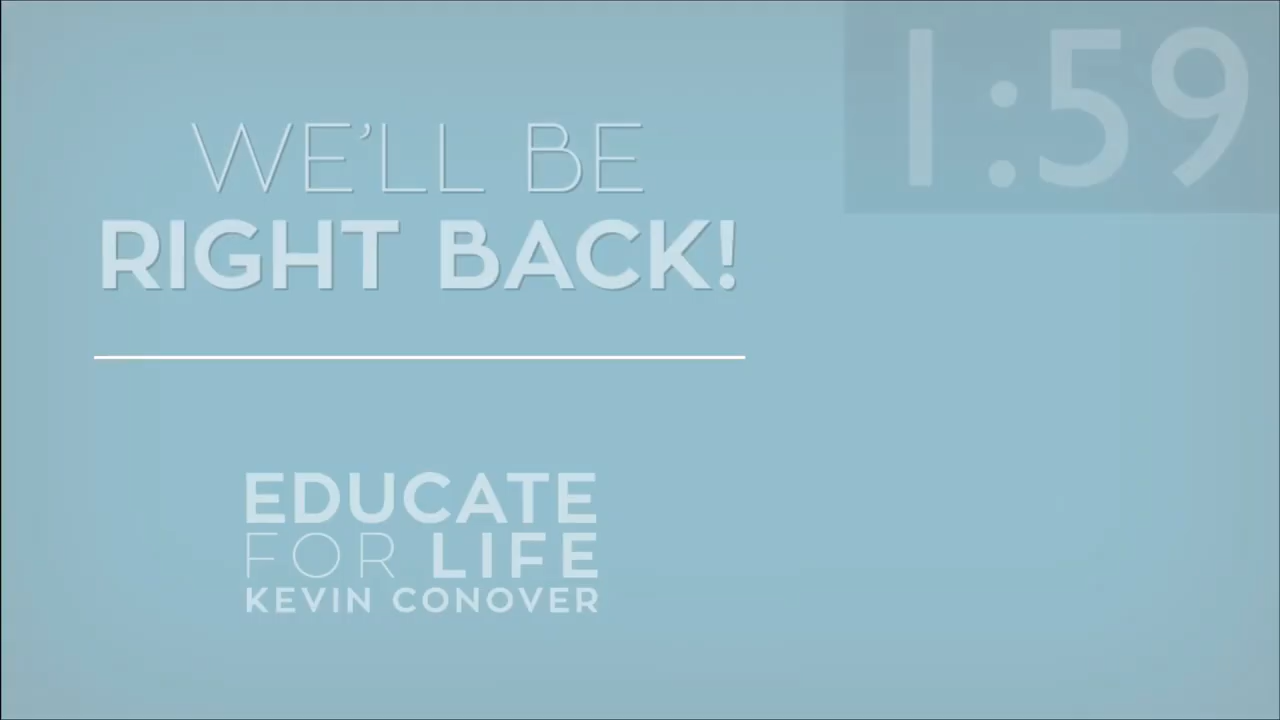 WE'LL BE
RIGHT BACK!
1:59
EDUCATE
FOR LIFE
KEVIN CONOVER